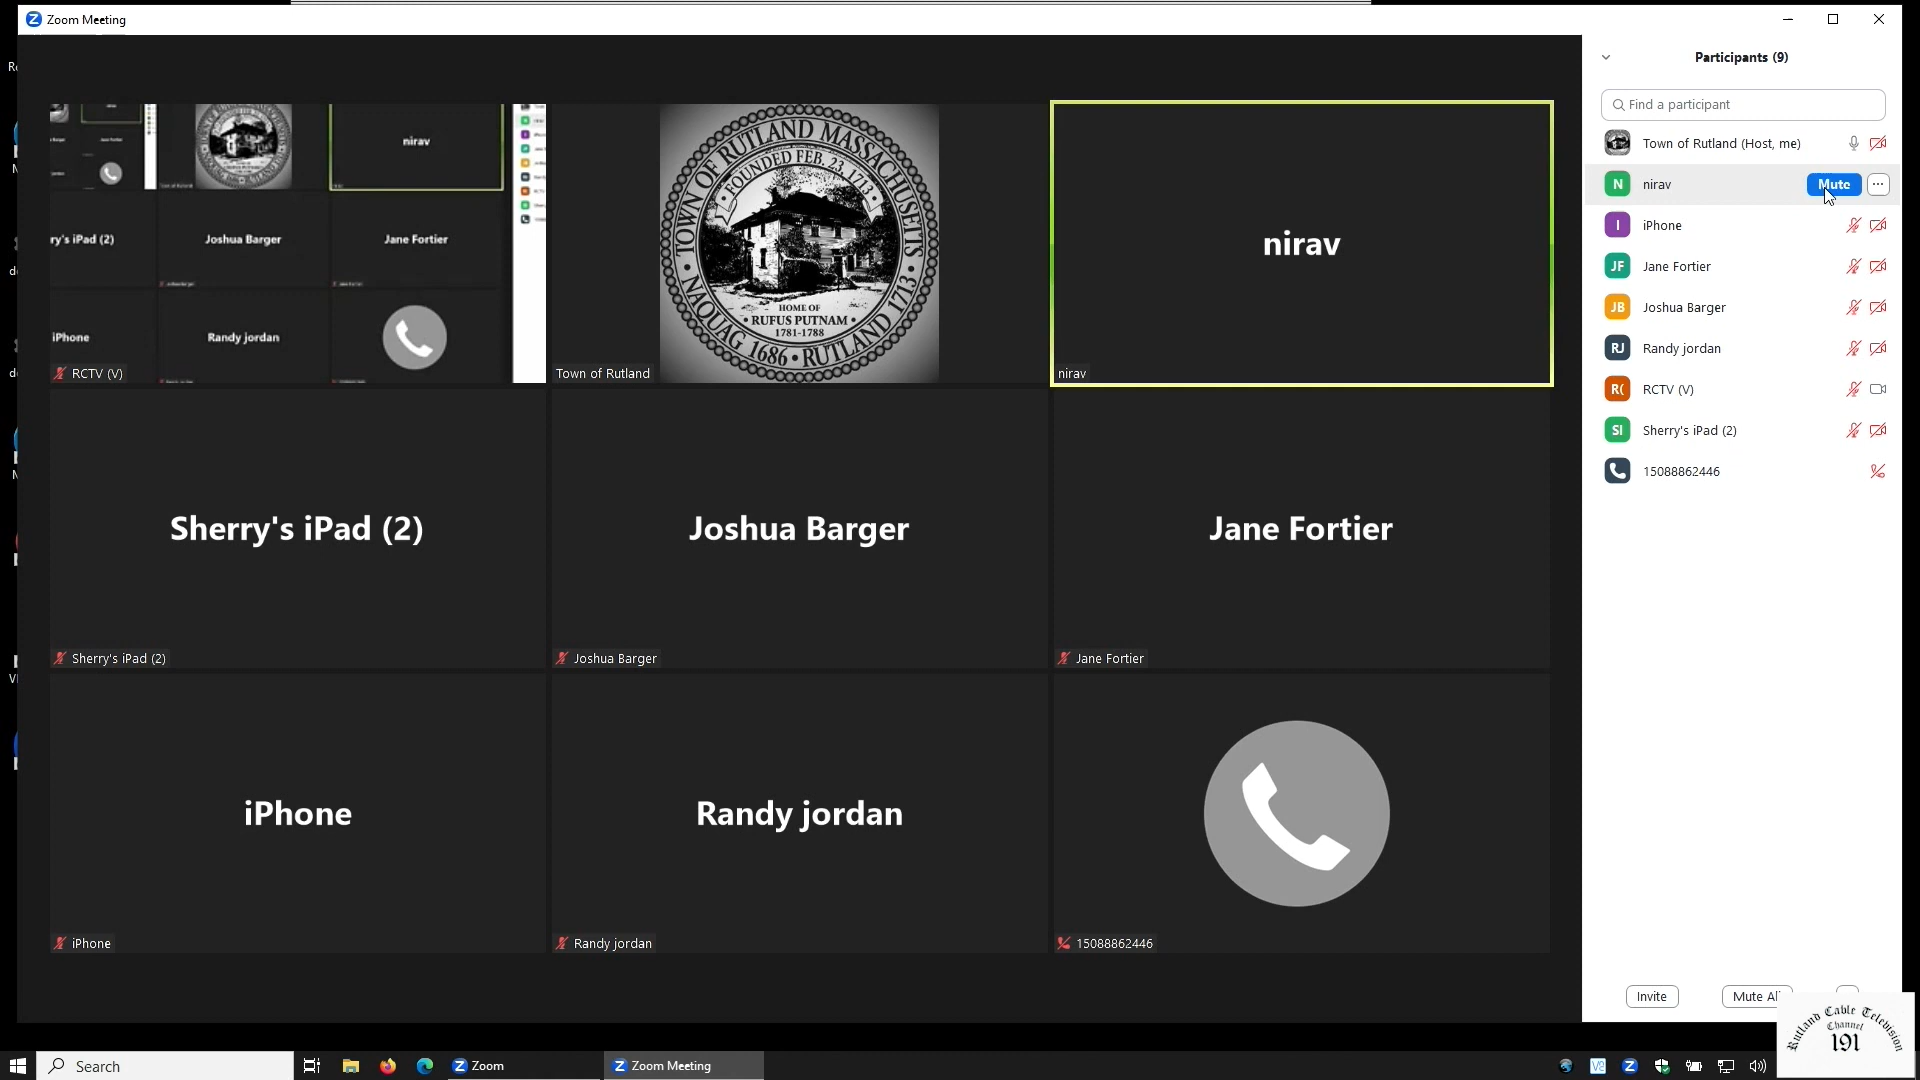 Zoom Meeting
Participants (9)
Find a participant
Town of Rutland (Host, me)
nirav
Mute
iPhone
Jane Fortier
Joshua Barger
Randy jordan
RCTV (V)
Sherry's iPad (2)
15088862446
Invite
Mute Al
nirav
ry's iPad (2)
Joshua Barger
Jane Fortier
iPhone
Randy jordan
RCTV (V)
TOWN OF RUTLAND MASSACHUSETTS
FOUNDED FEB. 23, 1713
HOME OF
• RUFUS PUTNAM •
1781-1788
NAQUAG 1686 • RUTLAND 1713
Town of Rutland
nirav
nirav
Sherry's iPad (2)
Sherry's iPad (2)
Joshua Barger
Joshua Barger
Jane Fortier
Jane Fortier
iPhone
iPhone
Randy jordan
Randy jordan
15088862446
Rutland Cable Television
Channel
191
Search
Zoom
Zoom Meeting